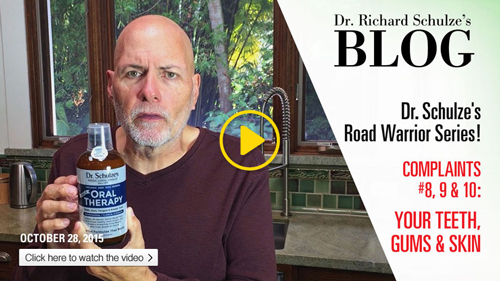 Dr. Richard Schulze's
BLOG
Dr. Schulze's
Road Warrior Series!
COMPLAINTS
#8, 9 & 10:
YOUR TEETH,
GUMS & SKIN
Dr. Schulze's
ORAL
THERAPY
OCTOBER 28, 2015
Click here to watch the video >